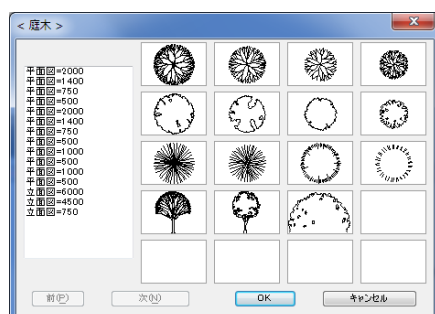 < 庭木 >
平面図=2000
平面図=1400
平面図=750
平面図=500
平面図=2000
平面図=1400
平面図=750
平面図=500
平面図=1000
平面図=500
平面図=1000
平面図=500
立面図=6000
立面図=4500
立面図=750
前(P)
次(N)
OK
キャンセル